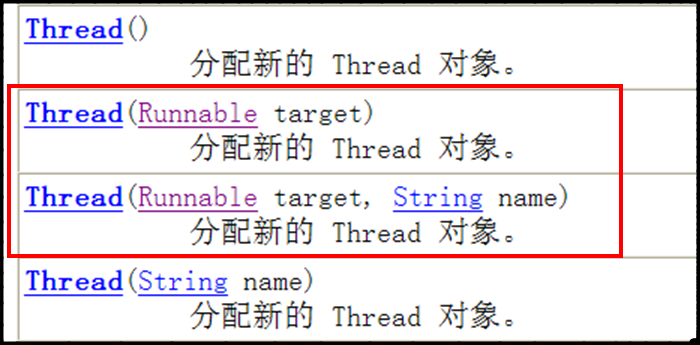 Thread()
分配新的 Thread 对象。
Thread(Runnable target)
分配新的 Thread 对象。
Thread(Runnable target, String name)
分配新的 Thread 对象。
Thread(String name)
分配新的 Thread 对象。